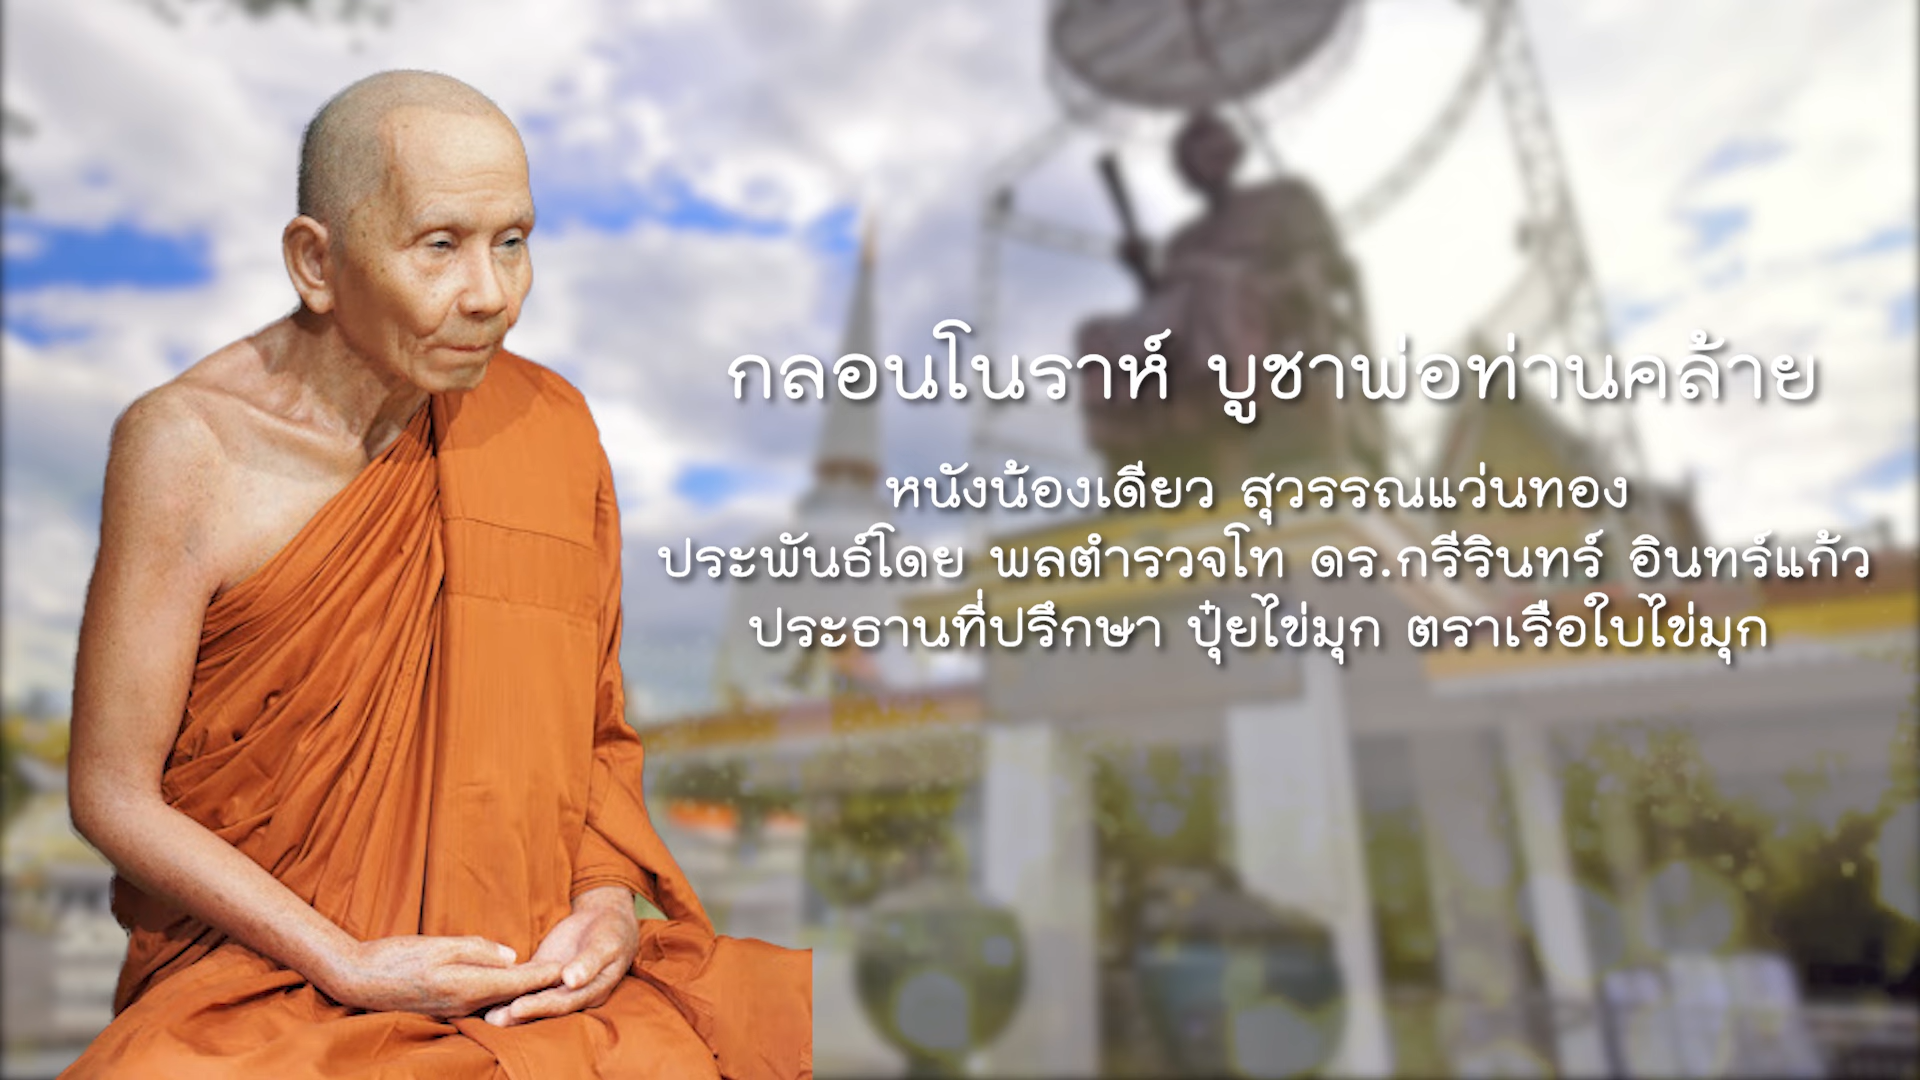 กลอนโนราห์ บูชาพ่อท่านคล้าย
หนังน้องเดียว สุวรรณแว่นทอง
ประพันธ์โดย พลตำรวจโท ดร.กรีรินทร์ อินทร์แก้ว
ประธานที่ปรึกษา ปุ๋ยไข่มุก ตราเรือใบไข่มุก